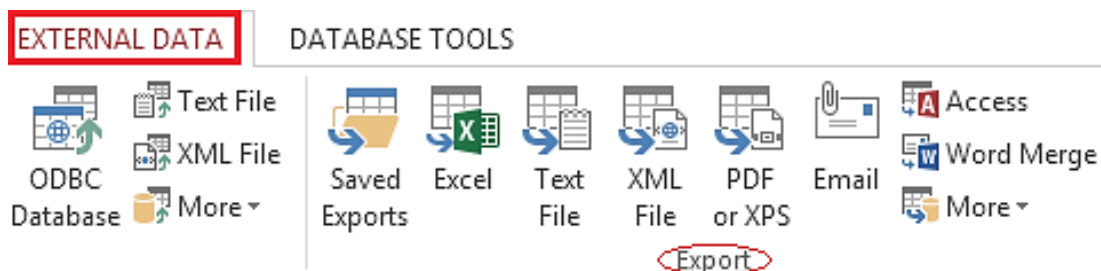 EXTERNAL DATA
DATABASE TOOLS
ODBC
Database
Text File
XML File
More
Saved
Exports
Excel
Text
File
XML
File
PDF
or XPS
Email
Access
Word Merge
More
Export